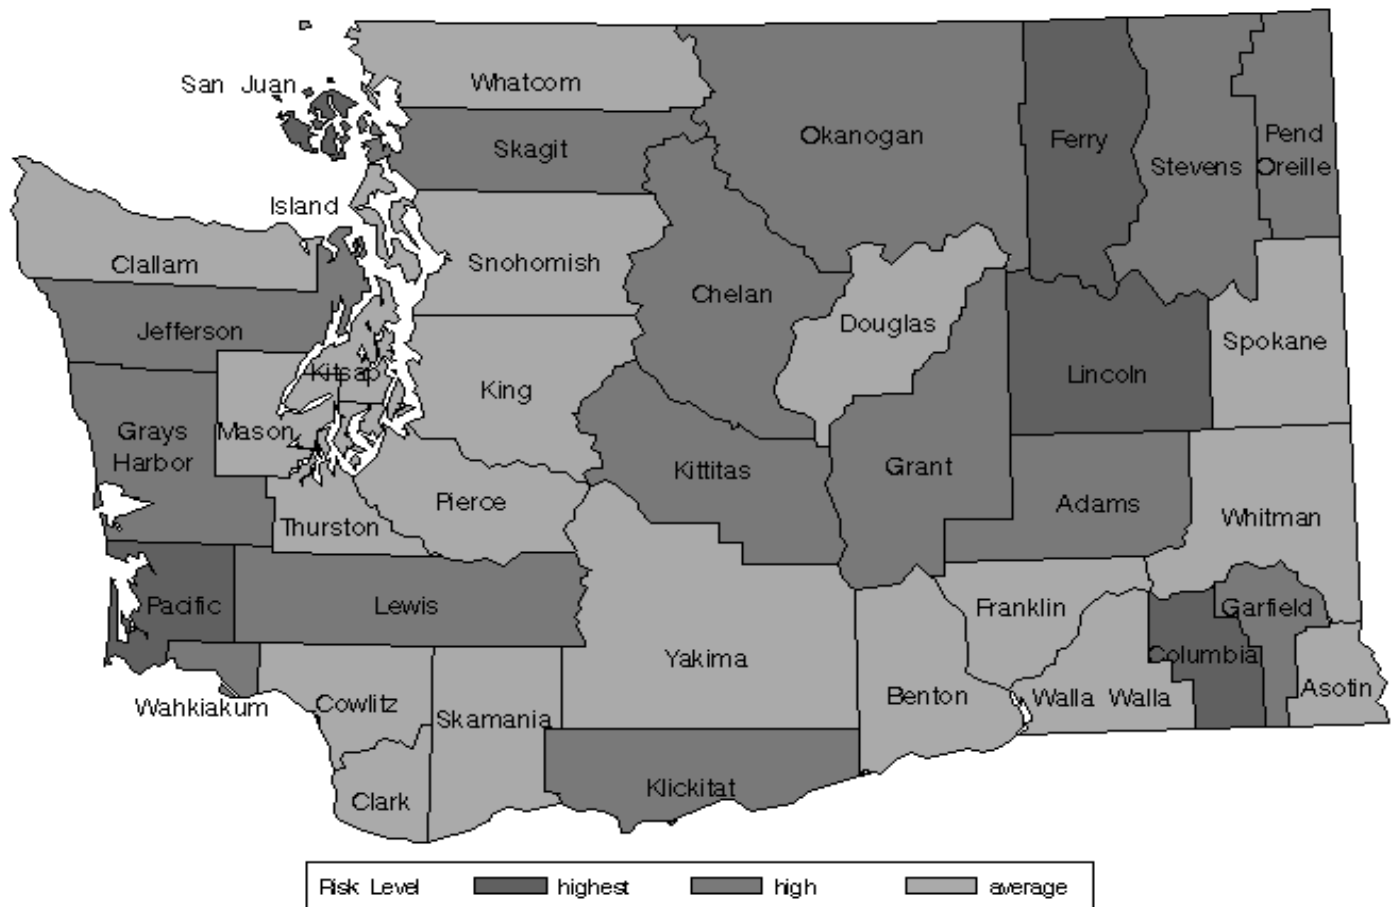 Whatcom
San Juan
Skagit
Okanogan
Ferry
Stevens
Pend
Oreille
Island
Clallam
Snohomish
Chelan
Jefferson
Douglas
Spokane
Kitsap
King
Lincoln
Grays
Harbor
Mason
Kittitas
Grant
Pierce
Adams
Thurston
Whitman
Pacific
Lewis
Franklin
Garfield
Yakima
Columbia
Wahkiakum
Cowlitz
Skamania
Benton
Walla Walla
Asotin
Clark
Klickitat
Risk Level highest high average